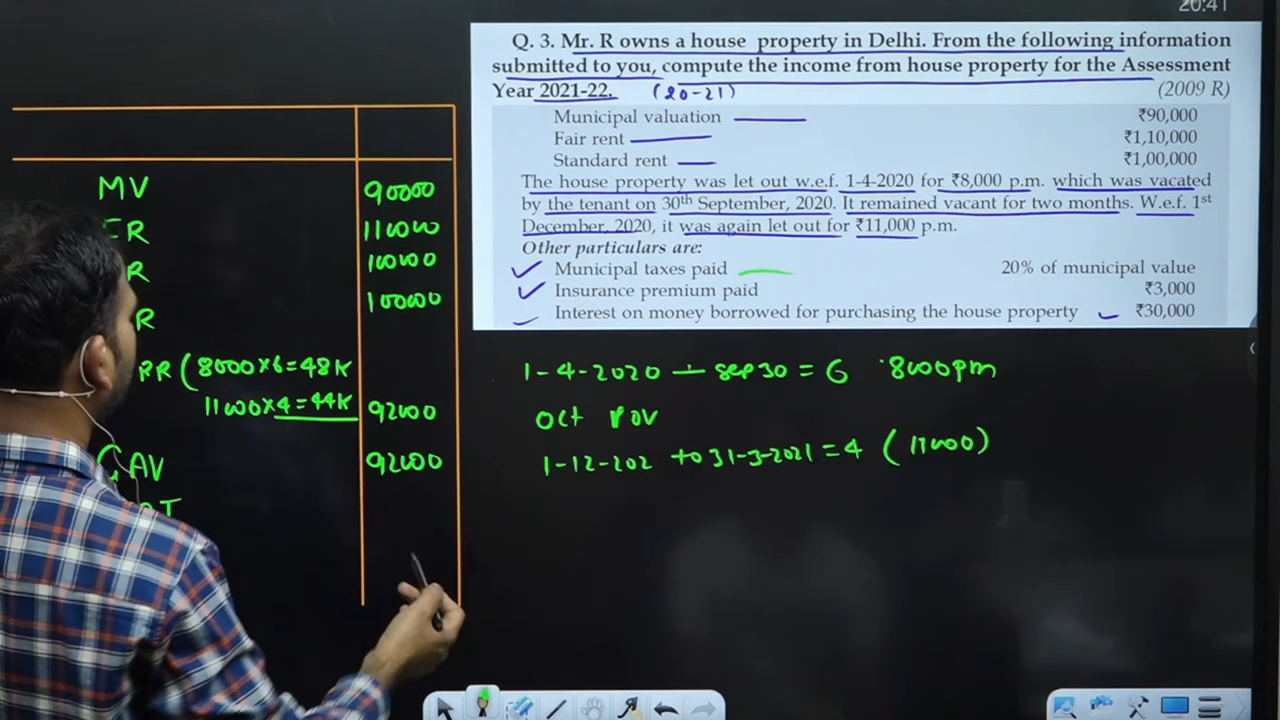 20:41
Q. 3. Mr. R owns a house property in Delhi. From the following information
submitted to you, compute the income from house property for the Assessment
Year 2021-22. (20-21) (2009 R)
Municipal valuation ₹90,000
Fair rent ₹1,10,000
Standard rent ₹1,00,000
The house property was let out w.e.f. 1-4-2020 for ₹8,000 p.m. which was vacated
by the tenant on 30th September, 2020. It remained vacant for two months. W.e.f. 1st
December, 2020, it was again let out for ₹11,000 p.m.
Other particulars are:
Municipal taxes paid 20% of municipal value
Insurance premium paid ₹3,000
Interest on money borrowed for purchasing the house property ₹30,000
MV 90000
R 110000
R 100000
R 100000
RR (8000×6=48K
11000×4=44K 92000
GAV 92000
1-4-2020 — sep 30 = 6 8000pm
Oct Nov
1-12-202 to 31-3-2021 = 4 (11000)